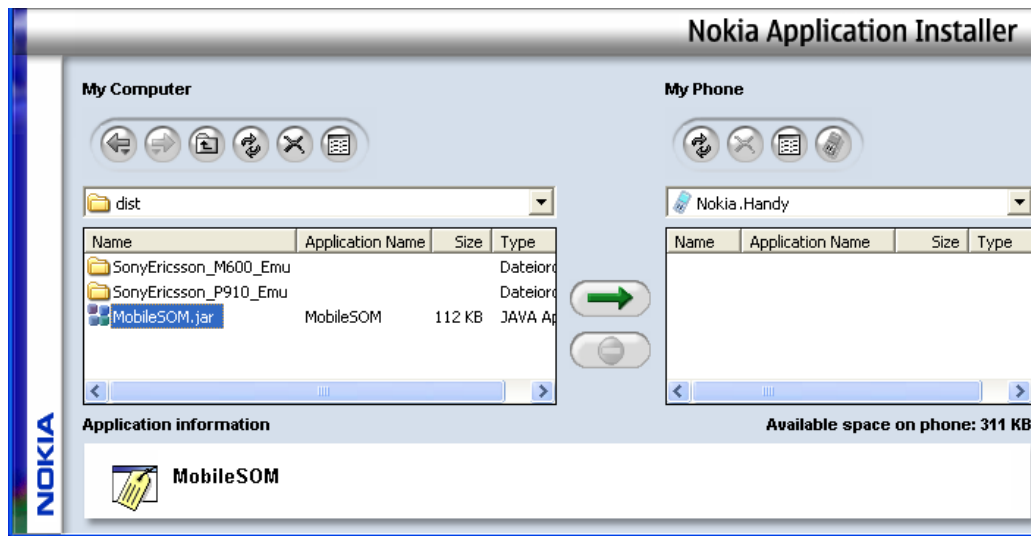 Nokia Application Installer
My Computer
My Phone
dist
Nokia.Handy
Name Application Name Size Type
Name Application Name Size Type
SonyEricsson_M600_Emu Dateiord
SonyEricsson_P910_Emu Dateiord
MobileSOM.jar MobileSOM 112 KB JAVA Ap
Application information
Available space on phone: 311 KB
MobileSOM
NOKIA